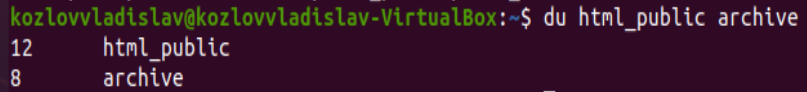 kozlovvladislav@kozlovvladislav-VirtualBox:~$ du html_public archive
12      html_public
8       archive